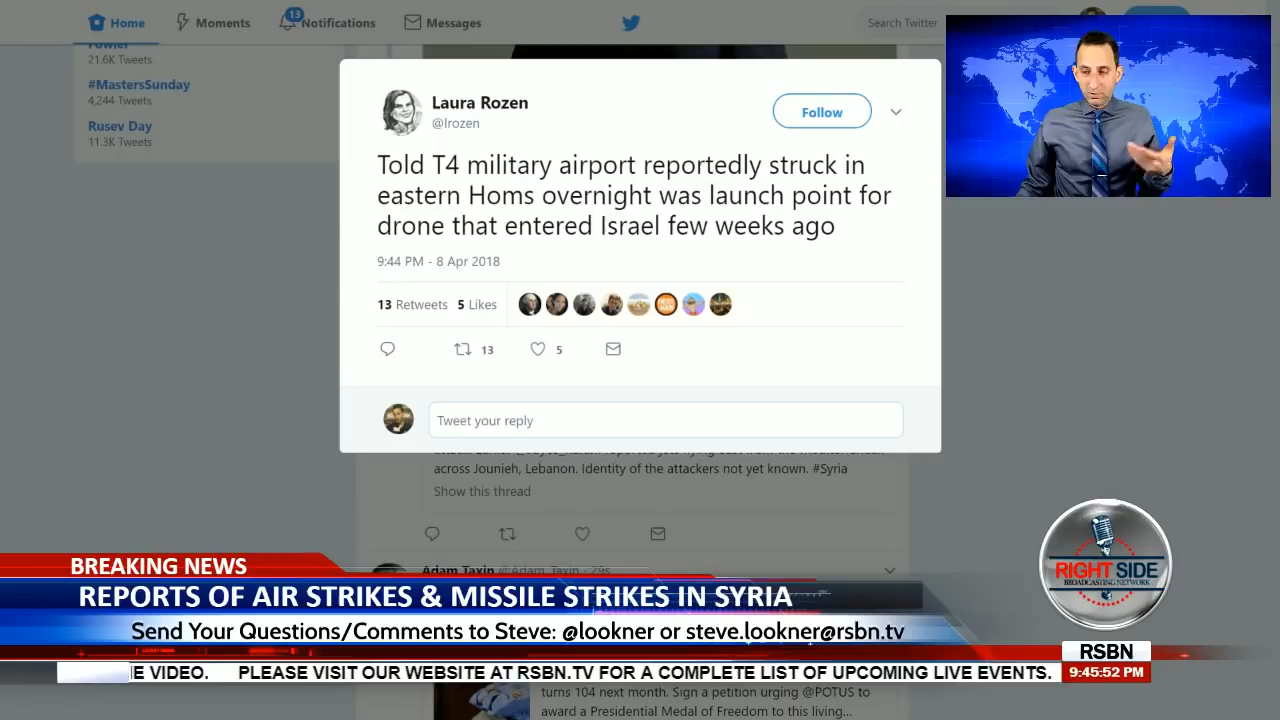 Home
Moments
13
Notifications
Messages
Search Twitter
Fowler
21.6K Tweets
#MastersSunday
4,244 Tweets
Rusev Day
11.3K Tweets
Laura Rozen
@lrozen
Follow
Told T4 military airport reportedly struck in
eastern Homs overnight was launch point for
drone that entered Israel few weeks ago
9:44 PM - 8 Apr 2018
13 Retweets 5 Likes
13
5
Tweet your reply
across Jounieh, Lebanon. Identity of the attackers not yet known. #Syria
Show this thread
Adam Taxin @Adam_Taxin · 29s
BREAKING NEWS
REPORTS OF AIR STRIKES & MISSILE STRIKES IN SYRIA
Send Your Questions/Comments to Steve: @lookner or steve.lookner@rsbn.tv
RIGHT SIDE
BROADCASTING NETWORK
RSBN
9:45:52 PM
E VIDEO. PLEASE VISIT OUR WEBSITE AT RSBN.TV FOR A COMPLETE LIST OF UPCOMING LIVE EVENTS.
turns 104 next month. Sign a petition urging @POTUS to
award a Presidential Medal of Freedom to this living...